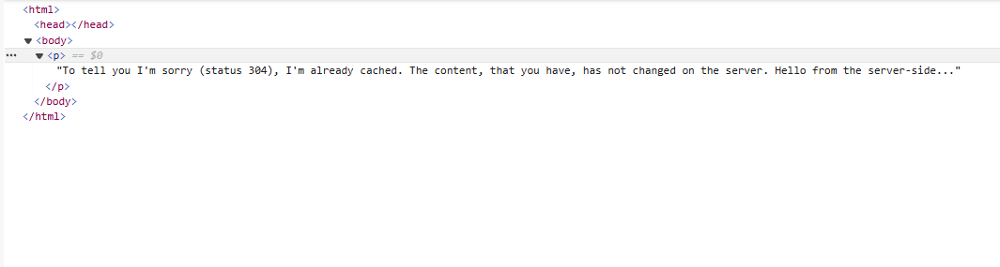 <html>
<head></head>
<body>
<p> == $0
"To tell you I'm sorry (status 304), I'm already cached. The content, that you have, has not changed on the server. Hello from the server-side..."
</p>
</body>
</html>